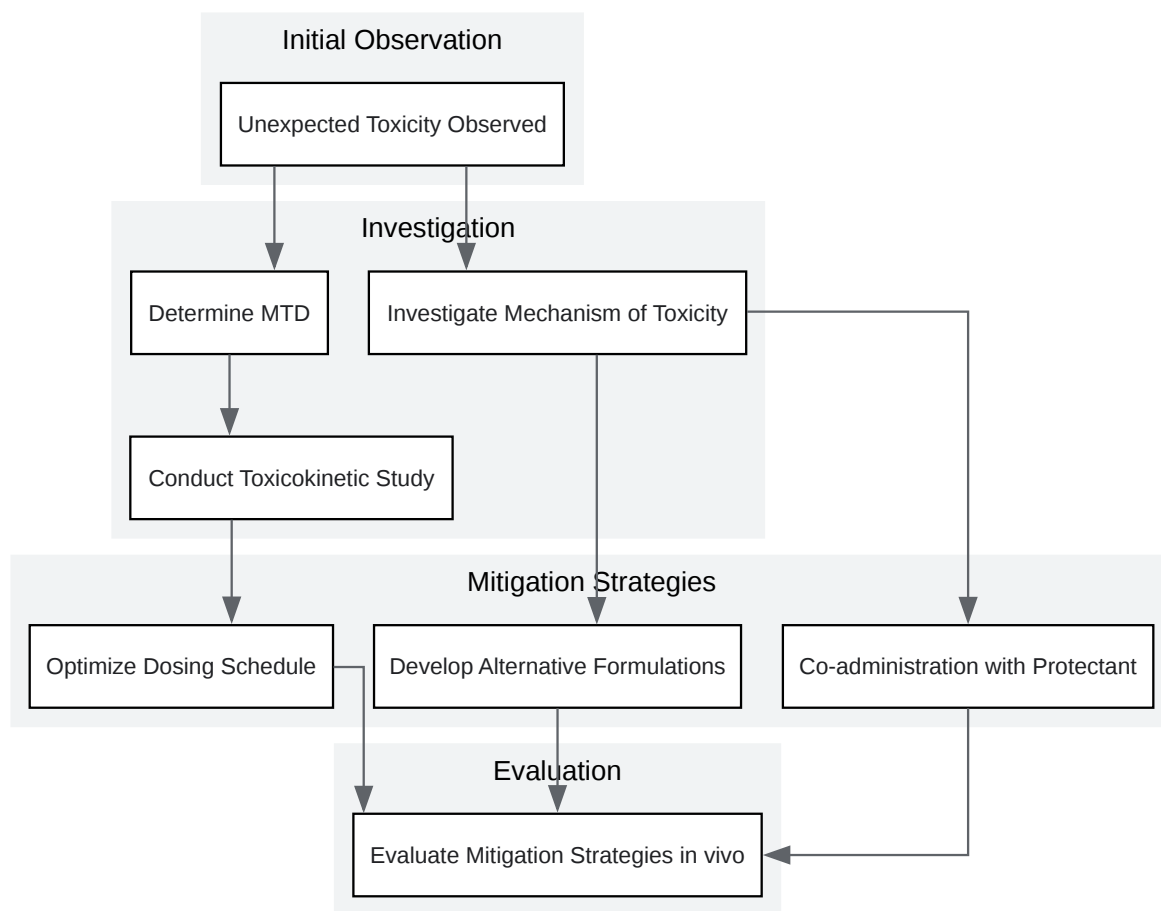 Initial Observation
Unexpected Toxicity Observed
Investigation
Determine MTD
Investigate Mechanism of Toxicity
Conduct Toxicokinetic Study
Mitigation Strategies
Optimize Dosing Schedule
Develop Alternative Formulations
Co-administration with Protectant
Evaluation
Evaluate Mitigation Strategies in vivo